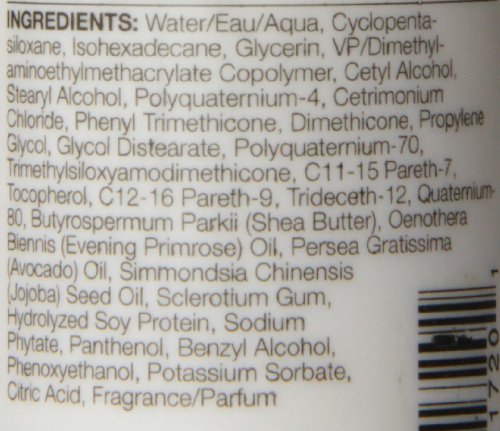 INGREDIENTS: Water/Eau/Aqua, Cyclopenta-
siloxane, Isohexadecane, Glycerin, VP/Dimethyl-
aminoethylmethacrylate Copolymer, Cetyl Alcohol,
Stearyl Alcohol, Polyquaternium-4, Cetrimonium
Chloride, Phenyl Trimethicone, Dimethicone, Propylene
Glycol, Glycol Distearate, Polyquaternium-70,
Trimethylsiloxyamodimethicone, C11-15 Pareth-7,
Tocopherol, C12-16 Pareth-9, Trideceth-12, Quaternium-
80, Butyrospermum Parkii (Shea Butter), Oenothera
Biennis (Evening Primrose) Oil, Persea Gratissima
(Avocado) Oil, Simmondsia Chinensis
(Jojoba) Seed Oil, Sclerotium Gum,
Hydrolyzed Soy Protein, Sodium
Phytate, Panthenol, Benzyl Alcohol,
Phenoxyethanol, Potassium Sorbate,
Citric Acid, Fragrance/Parfum